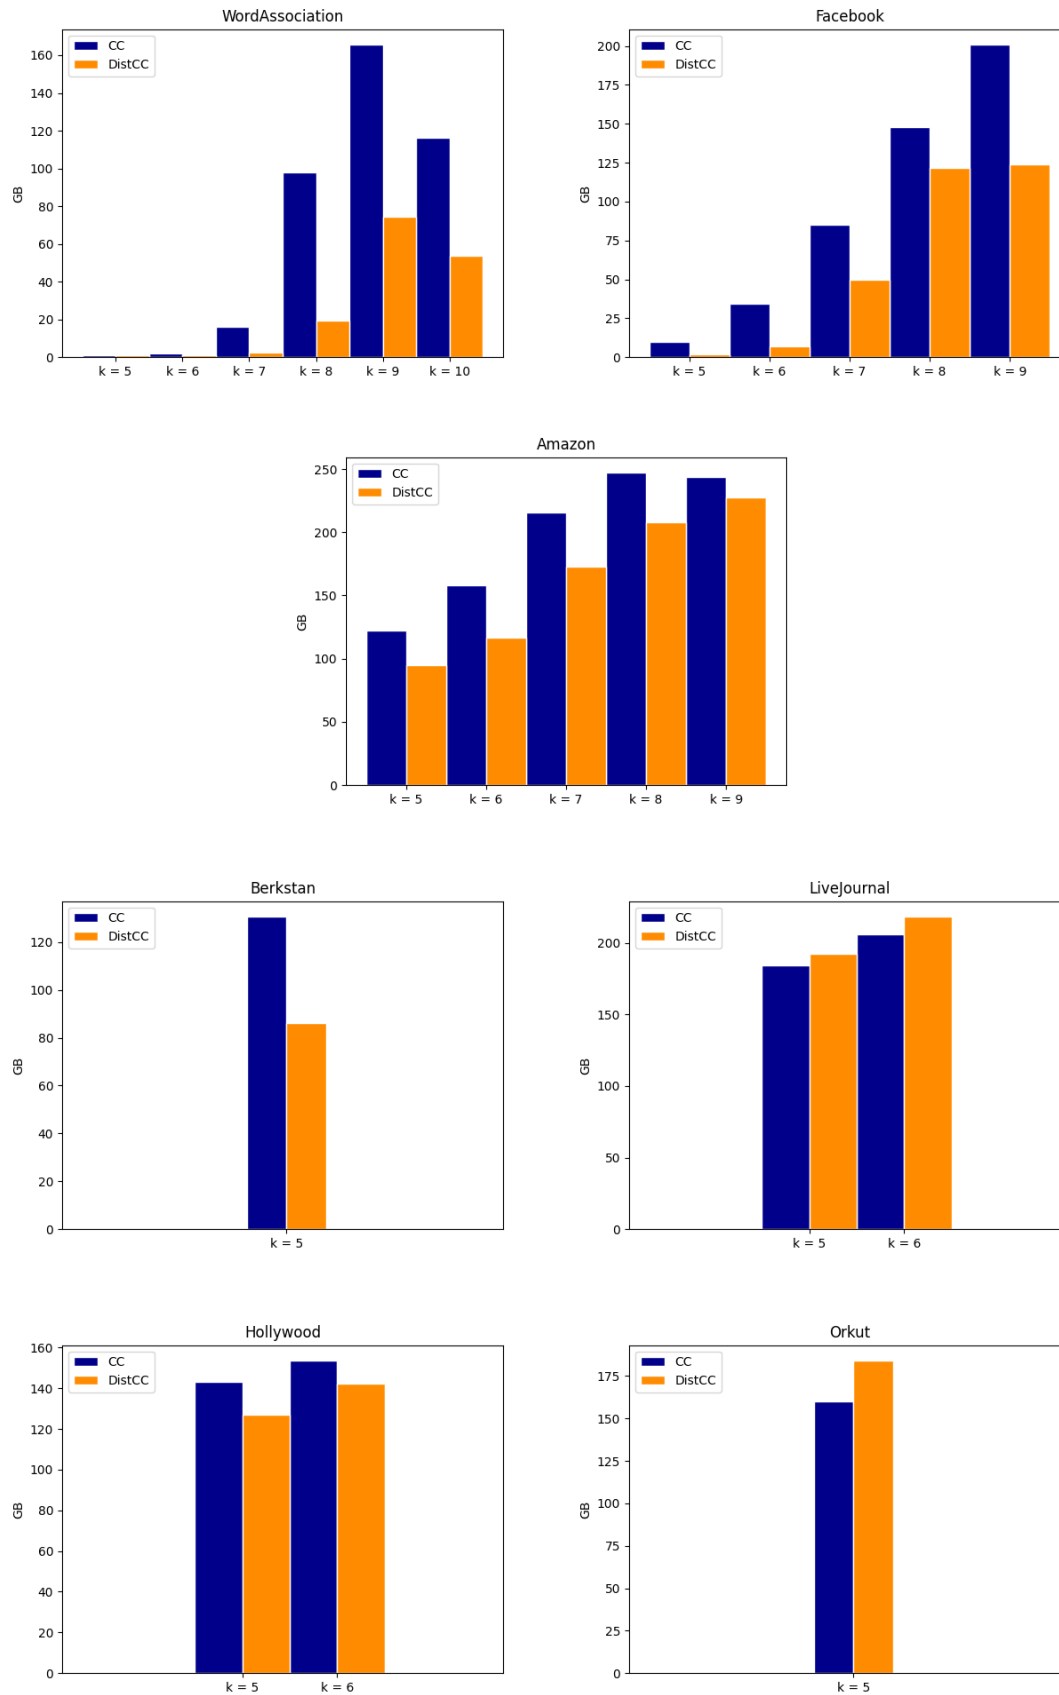 WordAssociation
CC
DistCC
GB
160
140
120
100
80
60
40
20
0
k = 5 k = 6 k = 7 k = 8 k = 9 k = 10
Facebook
CC
DistCC
GB
200
175
150
125
100
75
50
25
0
k = 5 k = 6 k = 7 k = 8 k = 9
Amazon
CC
DistCC
GB
250
200
150
100
50
0
k = 5 k = 6 k = 7 k = 8 k = 9
Berkstan
CC
DistCC
GB
120
100
80
60
40
20
0
k = 5
LiveJournal
CC
DistCC
GB
200
150
100
50
0
k = 5 k = 6
Hollywood
CC
DistCC
GB
160
140
120
100
80
60
40
20
0
k = 5 k = 6
Orkut
CC
DistCC
GB
175
150
125
100
75
50
25
0
k = 5